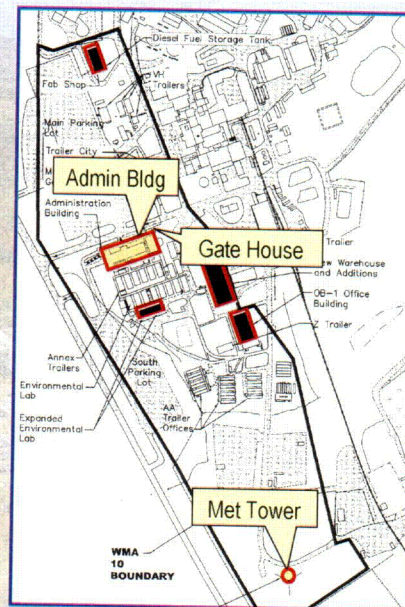 Diesel Fuel Storage Tank
Fab Shop
VH
Trailers
Main Parking
Lot
Trailer City
Admin Bldg
Administration
Building
Gate House
Trailer
New Warehouse
and Additions
OB-1 Office
Building
Z Trailer
Annex
Trailers
South
Parking
Lot
Environmental
Lab
AA
Trailer
Offices
Expanded
Environmental
Lab
Met Tower
WMA
10
BOUNDARY